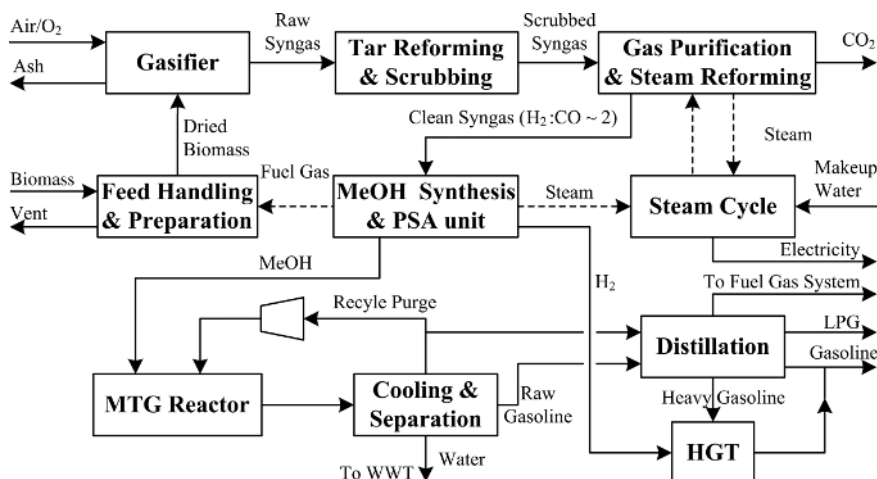 Air/O₂
Ash
Gasifier
Raw
Syngas
Tar Reforming
& Scrubbing
Scrubbed
Syngas
Gas Purification
& Steam Reforming
CO₂
Dried
Biomass
Clean Syngas (H₂:CO ~ 2)
Steam
Biomass
Vent
Feed Handling
& Preparation
Fuel Gas
MeOH Synthesis
& PSA unit
Steam
Steam Cycle
Makeup
Water
Electricity
MeOH
H₂
To Fuel Gas System
Recyle Purge
LPG
Gasoline
Distillation
MTG Reactor
Cooling &
Separation
Raw
Gasoline
Heavy Gasoline
Water
To WWT
HGT